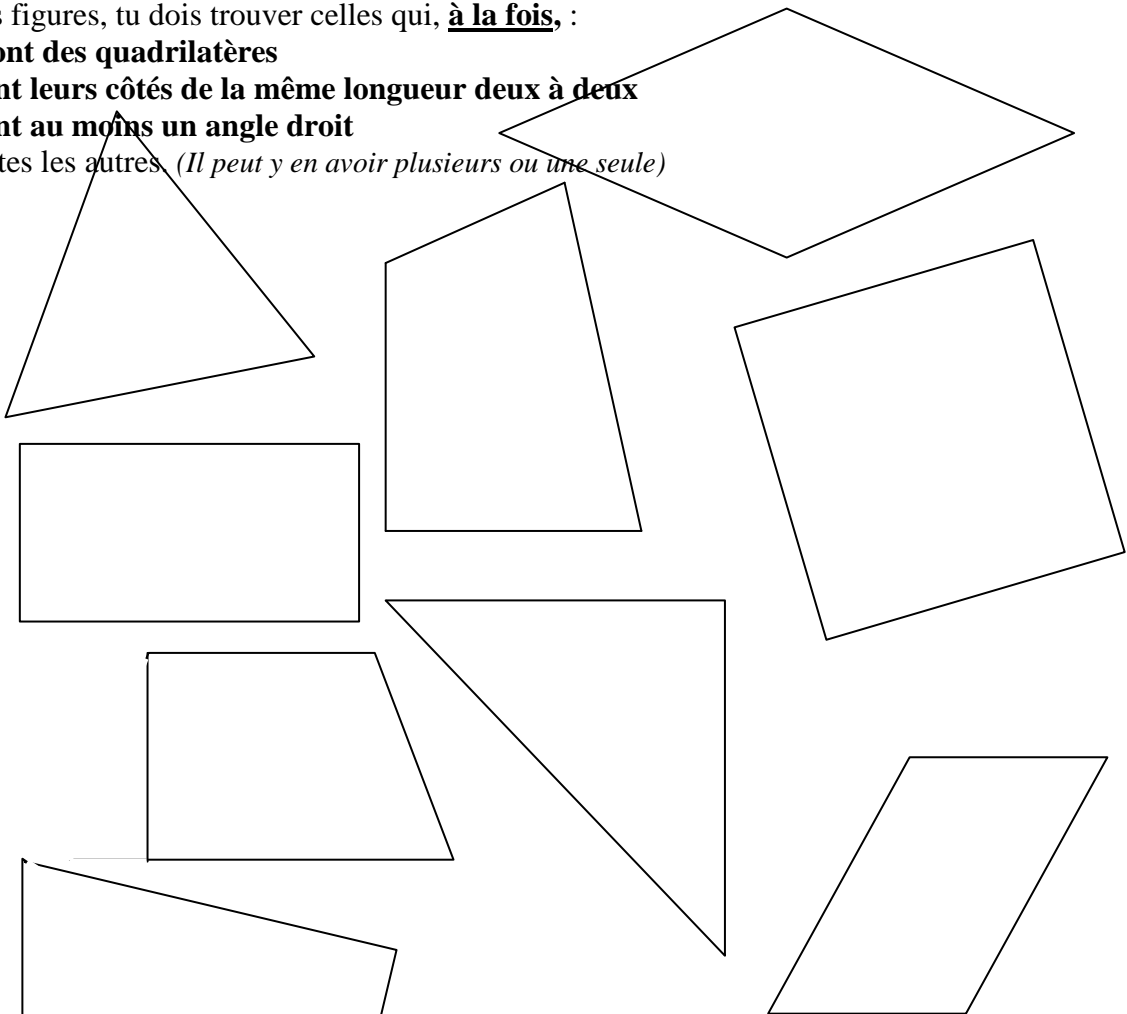 s figures, tu dois trouver celles qui, à la fois, :
ont des quadrilatères
nt leurs côtés de la même longueur deux à deux
nt au moins un angle droit
tes les autres. (Il peut y en avoir plusieurs ou une seule)